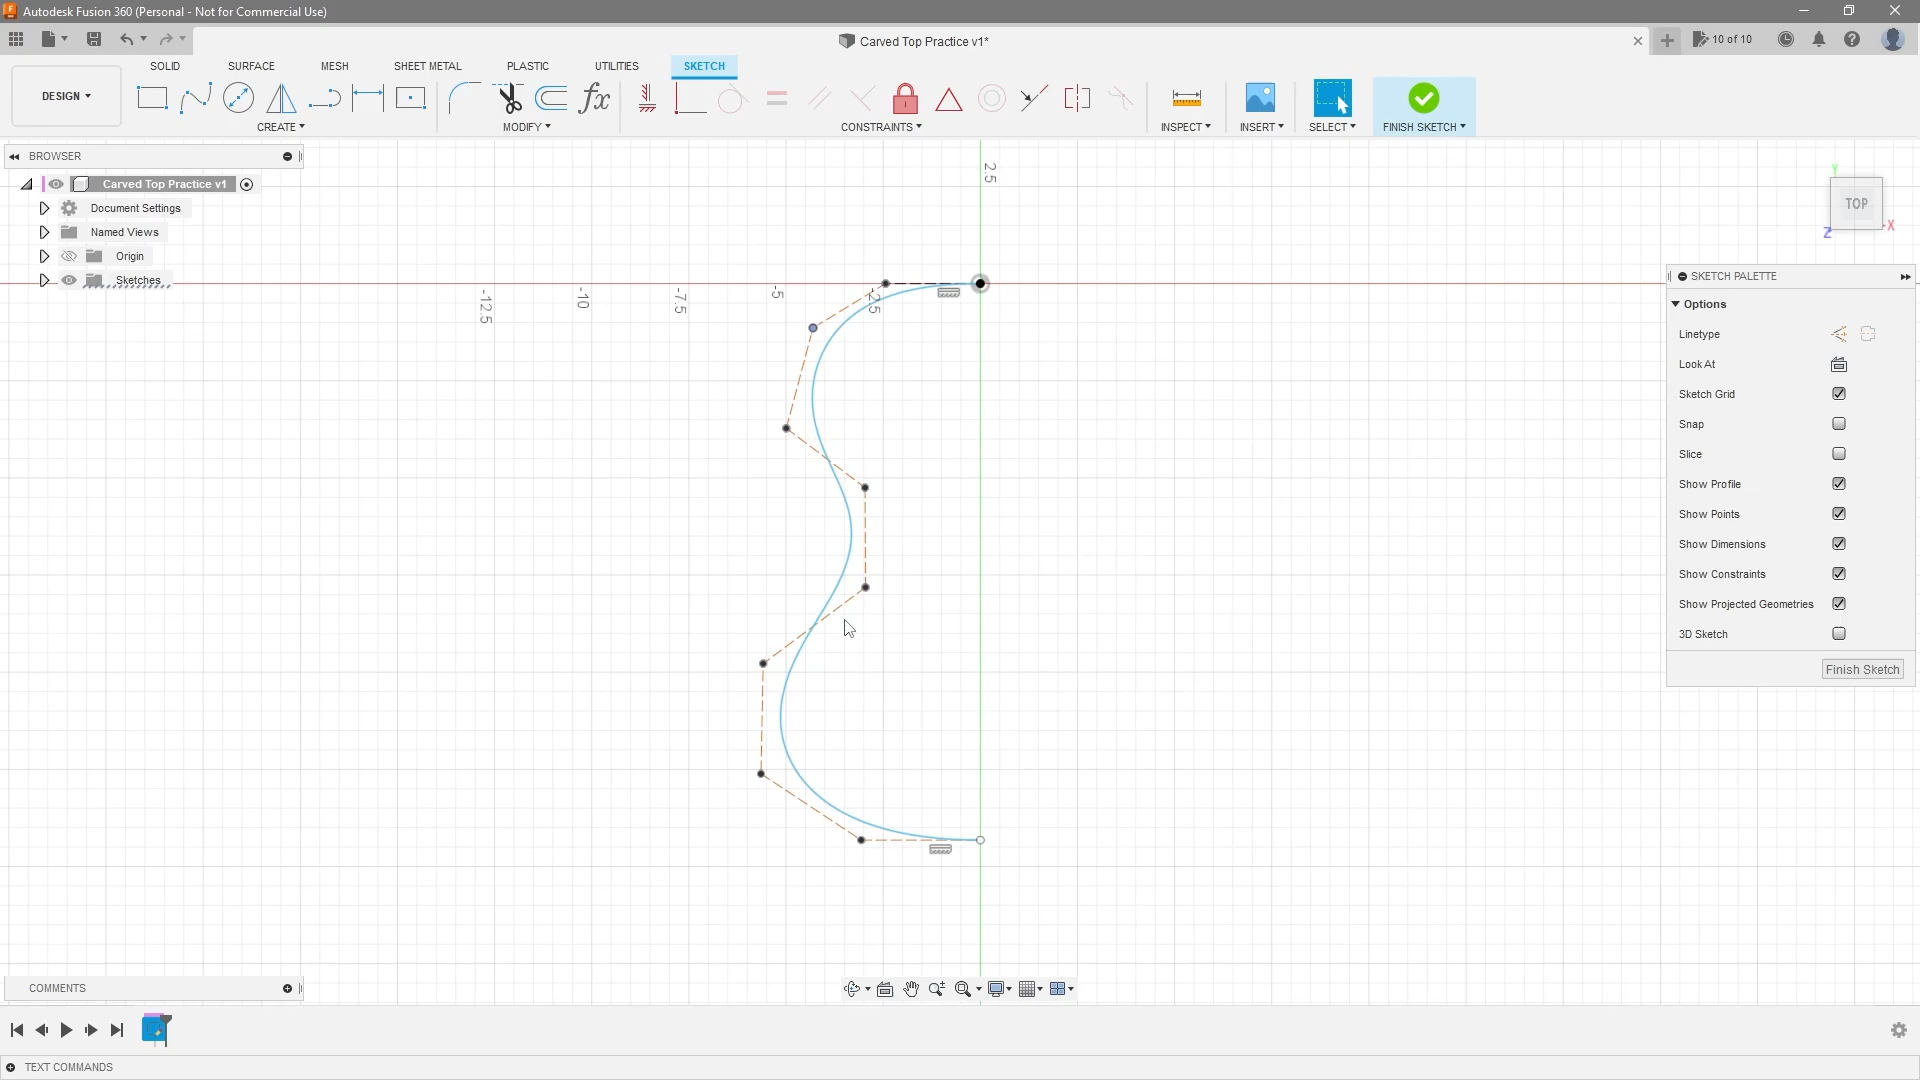 Autodesk Fusion 360 (Personal - Not for Commercial Use)
Carved Top Practice v1*
10 of 10
SOLID SURFACE MESH SHEET METAL PLASTIC UTILITIES SKETCH
DESIGN
fx
CREATE MODIFY CONSTRAINTS INSPECT INSERT SELECT FINISH SKETCH
BROWSER
Carved Top Practice v1
Document Settings
Named Views
Origin
Sketches
2.5
-12.5
-10
-7.5
-5
-2.5
Y
TOP
X
Z
SKETCH PALETTE
Options
Linetype
Look At
Sketch Grid
Snap
Slice
Show Profile
Show Points
Show Dimensions
Show Constraints
Show Projected Geometries
3D Sketch
Finish Sketch
COMMENTS
TEXT COMMANDS